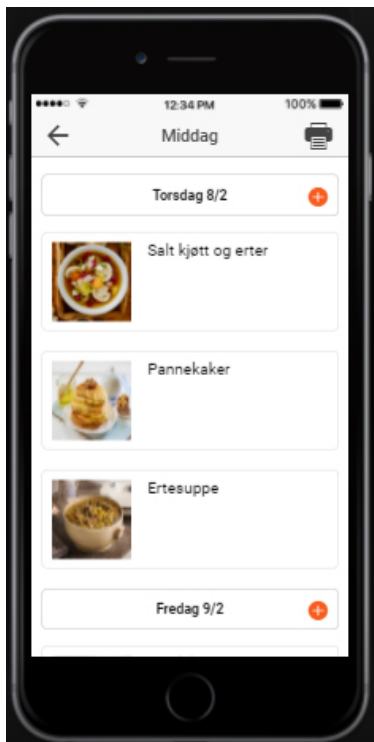 12:34 PM
100%
Middag
Torsdag 8/2
Salt kjøtt og erter
Pannekaker
Ertesuppe
Fredag 9/2